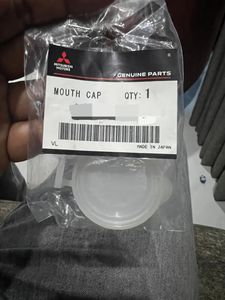 MITSUBISHI
MOTORS
GENUINE PARTS
MOUTH CAP QTY: 1
VL
MADE IN JAPAN